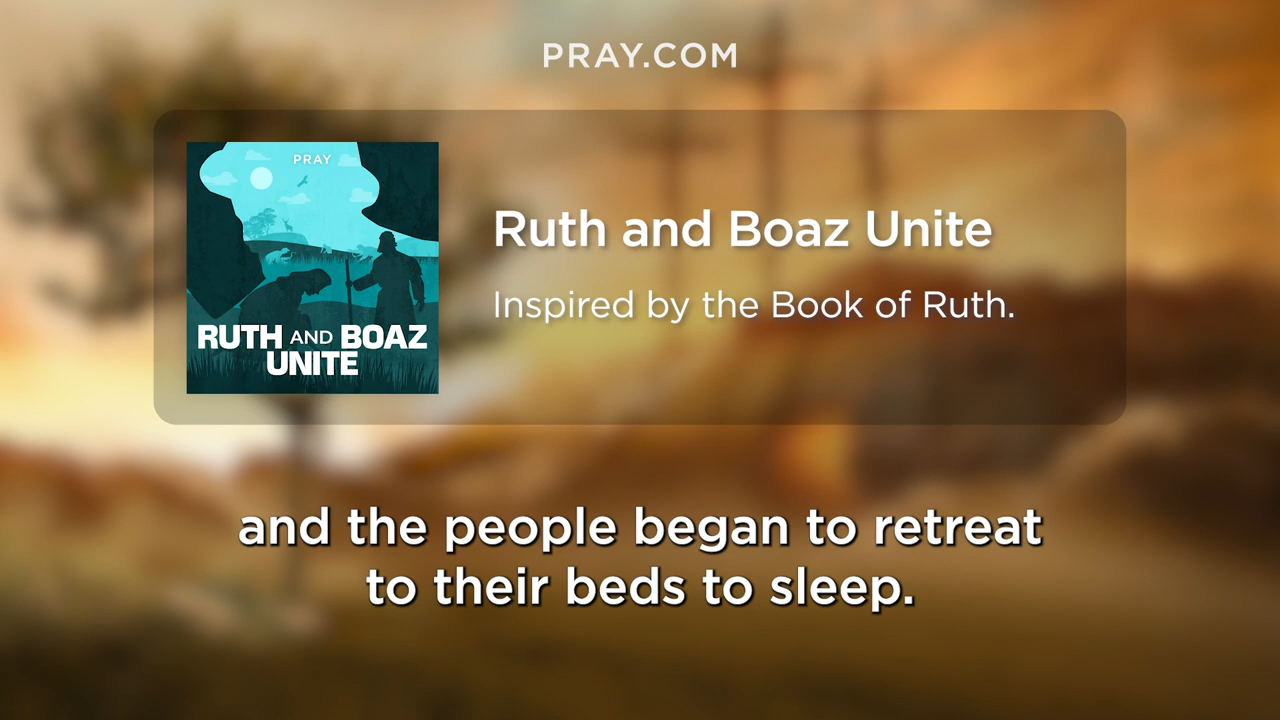 PRAY.COM
PRAY
RUTH AND BOAZ
UNITE
Ruth and Boaz Unite
Inspired by the Book of Ruth.
and the people began to retreat
to their beds to sleep.